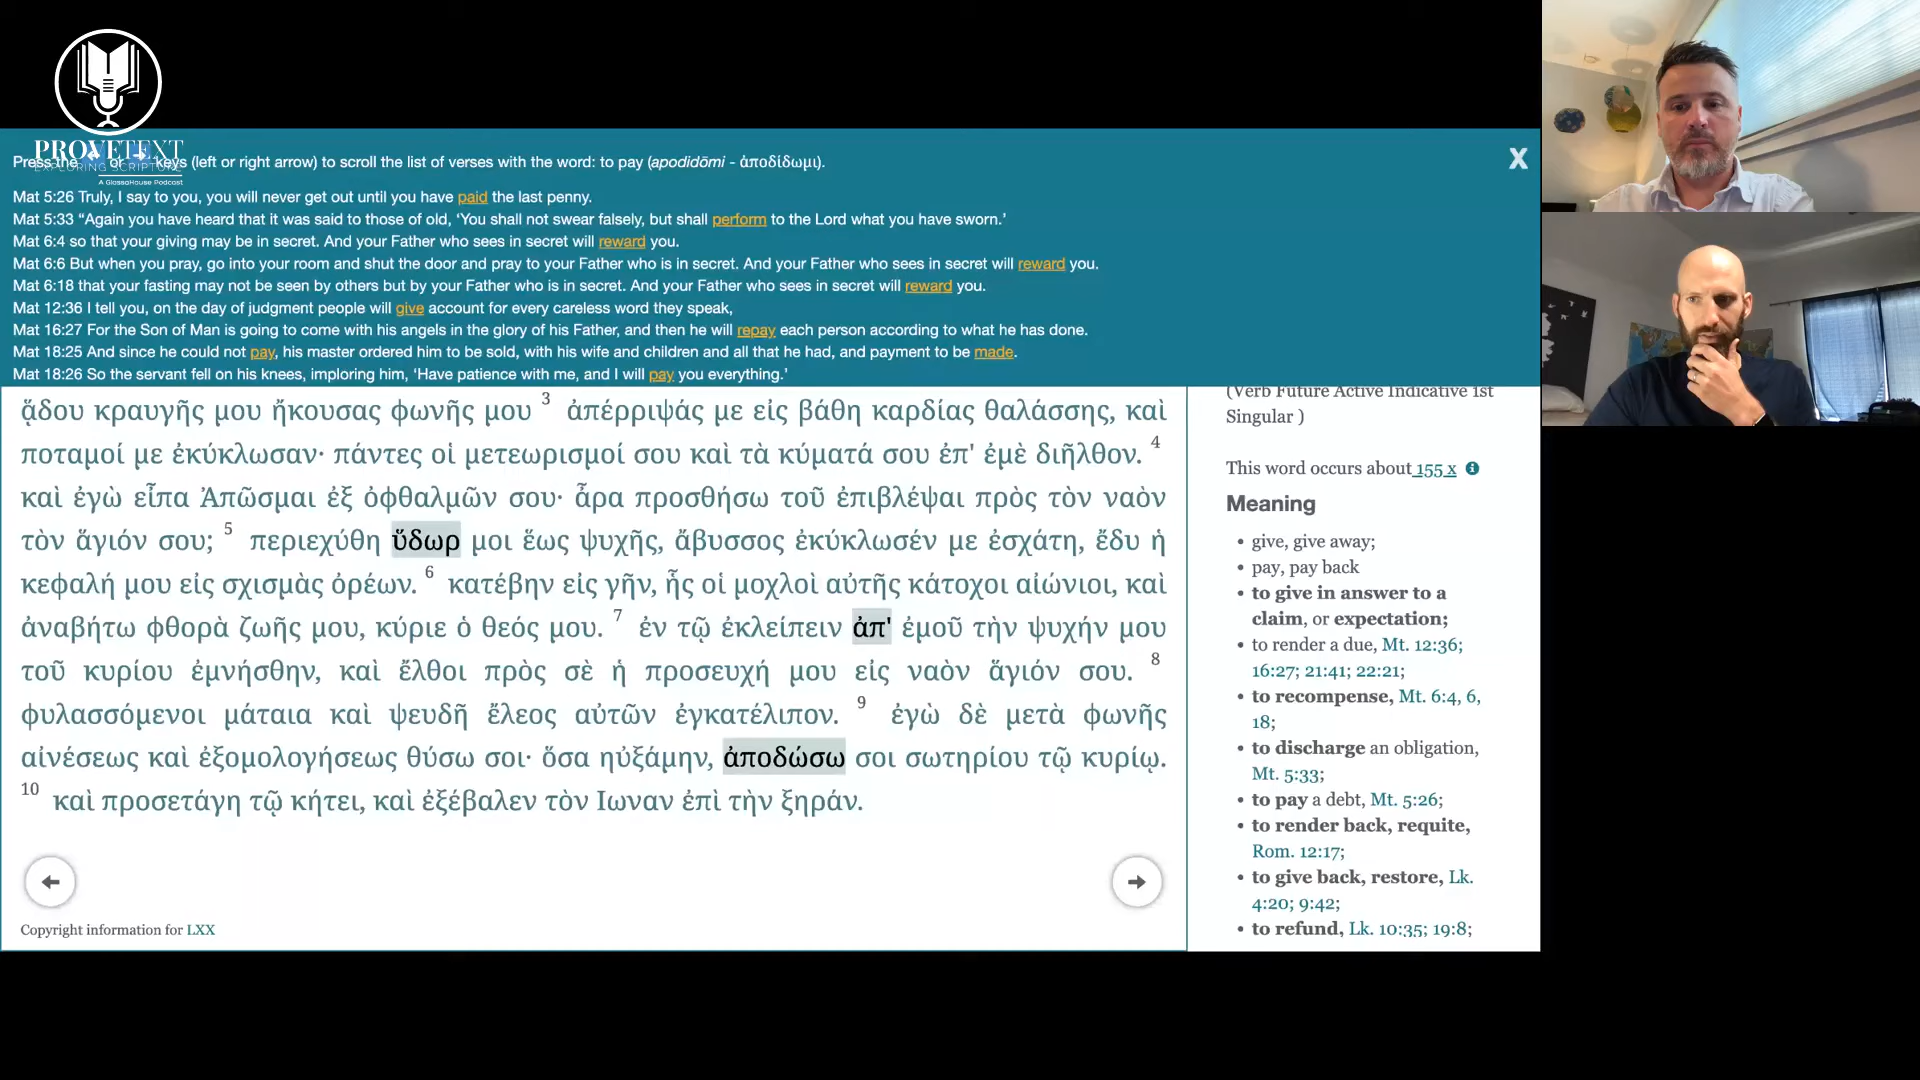 PROVETEXT
EXPLORING SCRIPTURE
A GlossaHouse Podcast
Press the or keys (left or right arrow) to scroll the list of verses with the word: to pay (apodidōmi - ἀποδίδωμι).
X
Mat 5:26 Truly, I say to you, you will never get out until you have paid the last penny.
Mat 5:33 “Again you have heard that it was said to those of old, ‘You shall not swear falsely, but shall perform to the Lord what you have sworn.’
Mat 6:4 so that your giving may be in secret. And your Father who sees in secret will reward you.
Mat 6:6 But when you pray, go into your room and shut the door and pray to your Father who is in secret. And your Father who sees in secret will reward you.
Mat 6:18 that your fasting may not be seen by others but by your Father who is in secret. And your Father who sees in secret will reward you.
Mat 12:36 I tell you, on the day of judgment people will give account for every careless word they speak,
Mat 16:27 For the Son of Man is going to come with his angels in the glory of his Father, and then he will repay each person according to what he has done.
Mat 18:25 And since he could not pay, his master ordered him to be sold, with his wife and children and all that he had, and payment to be made.
Mat 18:26 So the servant fell on his knees, imploring him, ‘Have patience with me, and I will pay you everything.’
ᾅδου κραυγῆς μου ἤκουσας φωνῆς μου 3 ἀπέρριψάς με εἰς βάθη καρδίας θαλάσσης, καὶ
ποταμοί με ἐκύκλωσαν· πάντες οἱ μετεωρισμοί σου καὶ τὰ κύματά σου ἐπ' ἐμὲ διῆλθον. 4
καὶ ἐγὼ εἶπα Ἀπῶσμαι ἐξ ὀφθαλμῶν σου· ἆρα προσθήσω τοῦ ἐπιβλέψαι πρὸς τὸν ναὸν
τὸν ἅγιόν σου; 5 περιεχύθη ὕδωρ μοι ἕως ψυχῆς, ἄβυσσος ἐκύκλωσέν με ἐσχάτη, ἔδυ ἡ
κεφαλή μου εἰς σχισμὰς ὀρέων. 6 κατέβην εἰς γῆν, ἧς οἱ μοχλοὶ αὐτῆς κάτοχοι αἰώνιοι, καὶ
ἀναβήτω φθορὰ ζωῆς μου, κύριε ὁ θεός μου. 7 ἐν τῷ ἐκλείπειν ἀπ' ἐμοῦ τὴν ψυχήν μου
τοῦ κυρίου ἐμνήσθην, καὶ ἔλθοι πρὸς σὲ ἡ προσευχή μου εἰς ναὸν ἅγιόν σου. 8
φυλασσόμενοι μάταια καὶ ψευδῆ ἔλεος αὐτῶν ἐγκατέλιπον. 9 ἐγὼ δὲ μετὰ φωνῆς
αἰνέσεως καὶ ἐξομολογήσεως θύσω σοι· ὅσα ηὐξάμην, ἀποδώσω σοι σωτηρίου τῷ κυρίῳ.
10 καὶ προσετάγη τῷ κήτει, καὶ ἐξέβαλεν τὸν Ιωναν ἐπὶ τὴν ξηράν.
Copyright information for LXX
(Verb Future Active Indicative 1st
Singular )
This word occurs about 155 x
Meaning
• give, give away;
• pay, pay back
• to give in answer to a
claim, or expectation;
• to render a due, Mt. 12:36;
16:27; 21:41; 22:21;
• to recompense, Mt. 6:4, 6,
18;
• to discharge an obligation,
Mt. 5:33;
• to pay a debt, Mt. 5:26;
• to render back, requite,
Rom. 12:17;
• to give back, restore, Lk.
4:20; 9:42;
• to refund, Lk. 10:35; 19:8;